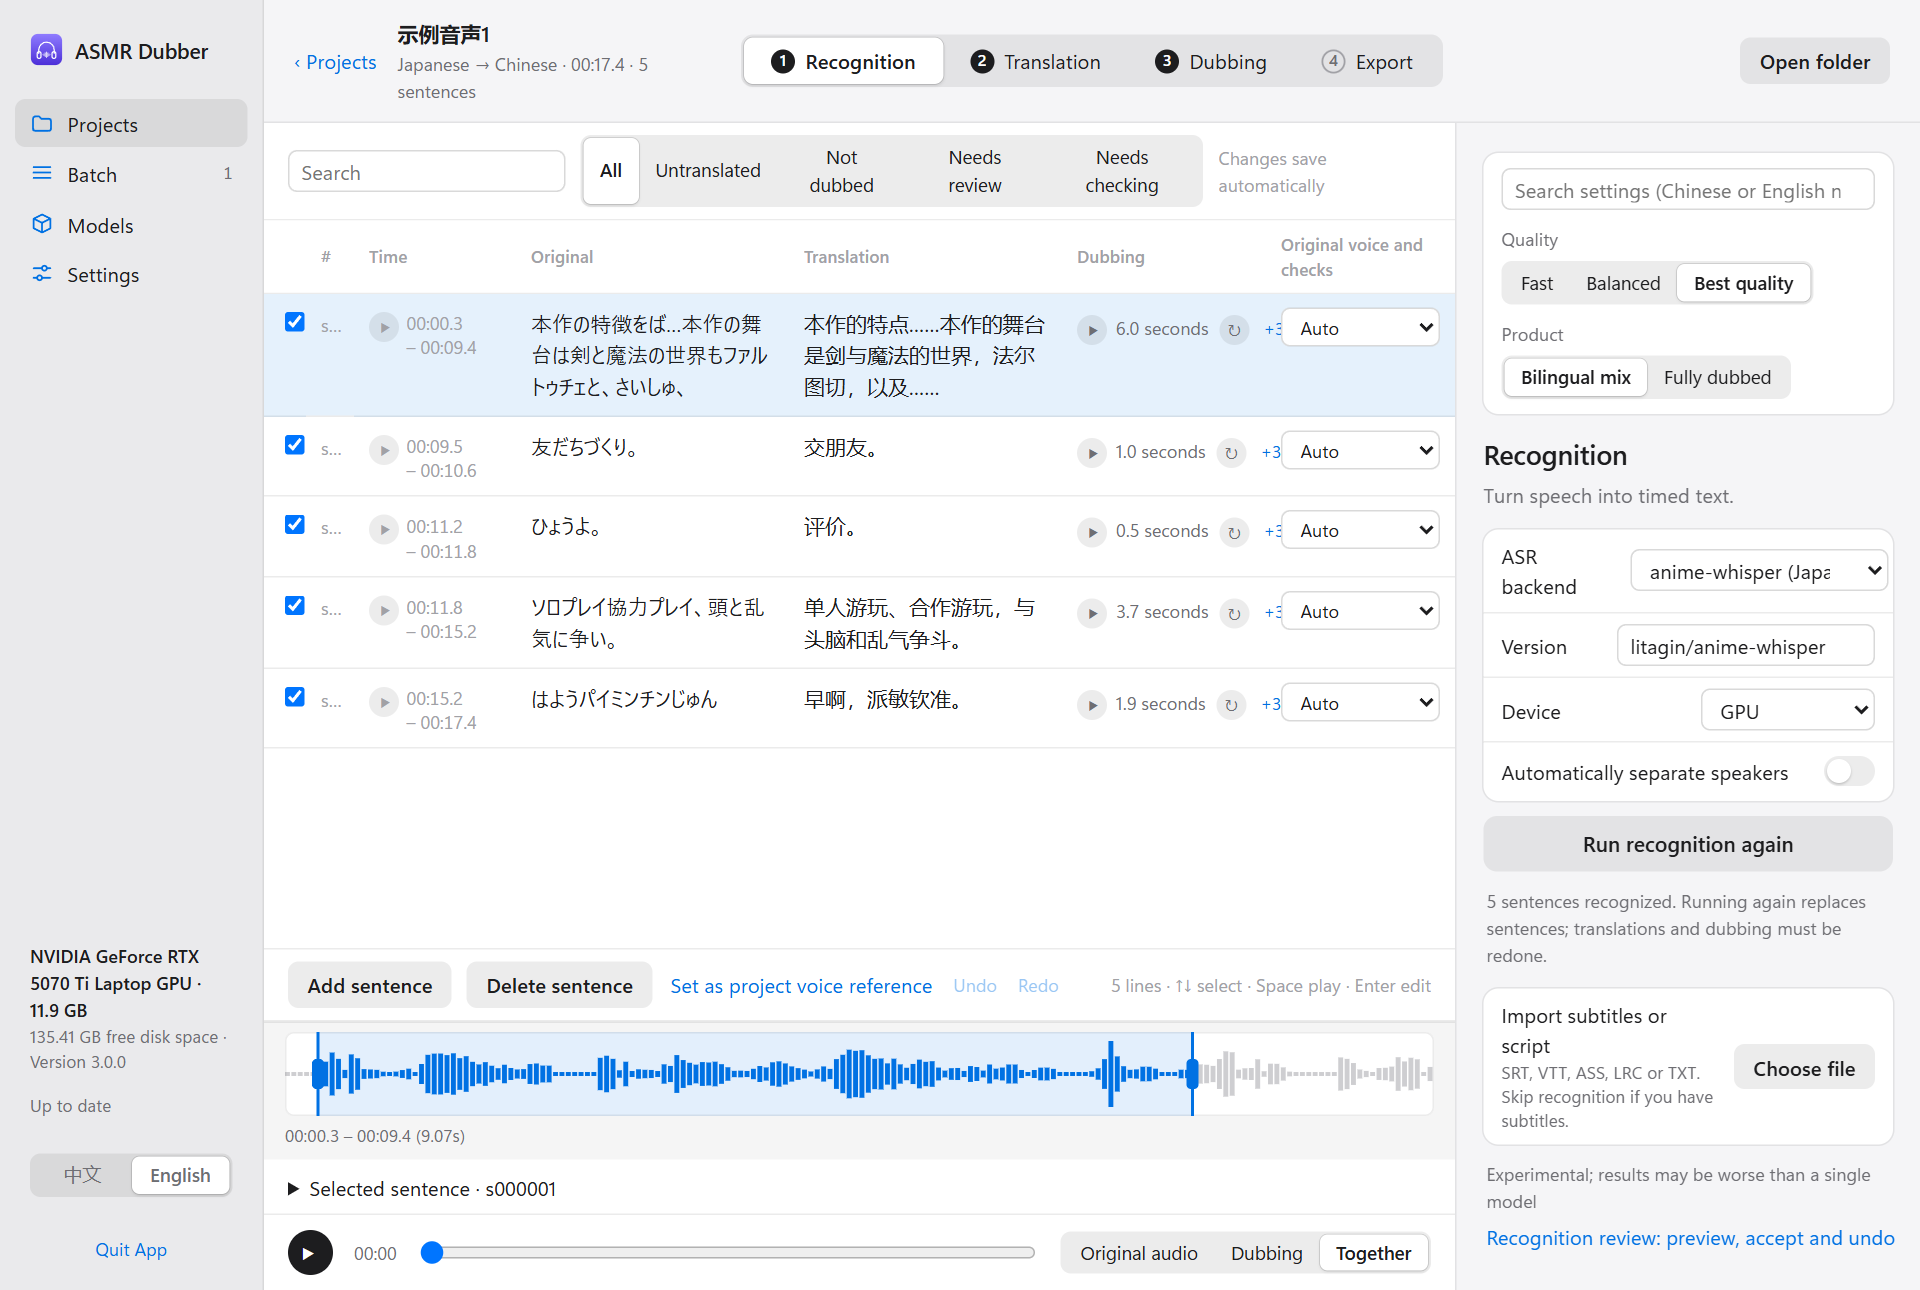 ASMR Dubber
Projects
Batch 1
Models
Settings
NVIDIA GeForce RTX
5070 Ti Laptop GPU ·
11.9 GB
135.41 GB free disk space ·
Version 3.0.0
Up to date
中文 English
Quit App
‹ Projects
示例音声1
Japanese → Chinese · 00:17.4 · 5
sentences
1 Recognition 2 Translation 3 Dubbing 4 Export
Open folder
Search
All Untranslated Not dubbed Needs review Needs checking
Changes save
automatically
# Time Original Translation Dubbing Original voice and checks
s... 00:00.3 – 00:09.4
本作の特徴をば...本作の舞
台は剣と魔法の世界もファル
トゥチェと、さいしゅ、
本作的特点……本作的舞台
是剑与魔法的世界，法尔
图切，以及……
6.0 seconds ↻ +3 Auto
s... 00:09.5 – 00:10.6
友だちづくり。
交朋友。
1.0 seconds ↻ +3 Auto
s... 00:11.2 – 00:11.8
ひょうよ。
评价。
0.5 seconds ↻ +3 Auto
s... 00:11.8 – 00:15.2
ソロプレイ協力プレイ、頭と乱
気に争い。
单人游玩、合作游玩，与
头脑和乱气争斗。
3.7 seconds ↻ +3 Auto
s... 00:15.2 – 00:17.4
はようパイミンチンじゅん
早啊，派敏钦准。
1.9 seconds ↻ +3 Auto
Add sentence Delete sentence Set as project voice reference Undo Redo 5 lines · ↑↓ select · Space play · Enter edit
00:00.3 – 00:09.4 (9.07s)
▶ Selected sentence · s000001
00:00
Original audio Dubbing Together
Search settings (Chinese or English n
Quality
Fast Balanced Best quality
Product
Bilingual mix Fully dubbed
Recognition
Turn speech into timed text.
ASR
backend
anime-whisper (Japa
Version litagin/anime-whisper
Device GPU
Automatically separate speakers
Run recognition again
5 sentences recognized. Running again replaces
sentences; translations and dubbing must be
redone.
Import subtitles or
script
SRT, VTT, ASS, LRC or TXT.
Skip recognition if you have
subtitles.
Choose file
Experimental; results may be worse than a single
model
Recognition review: preview, accept and undo